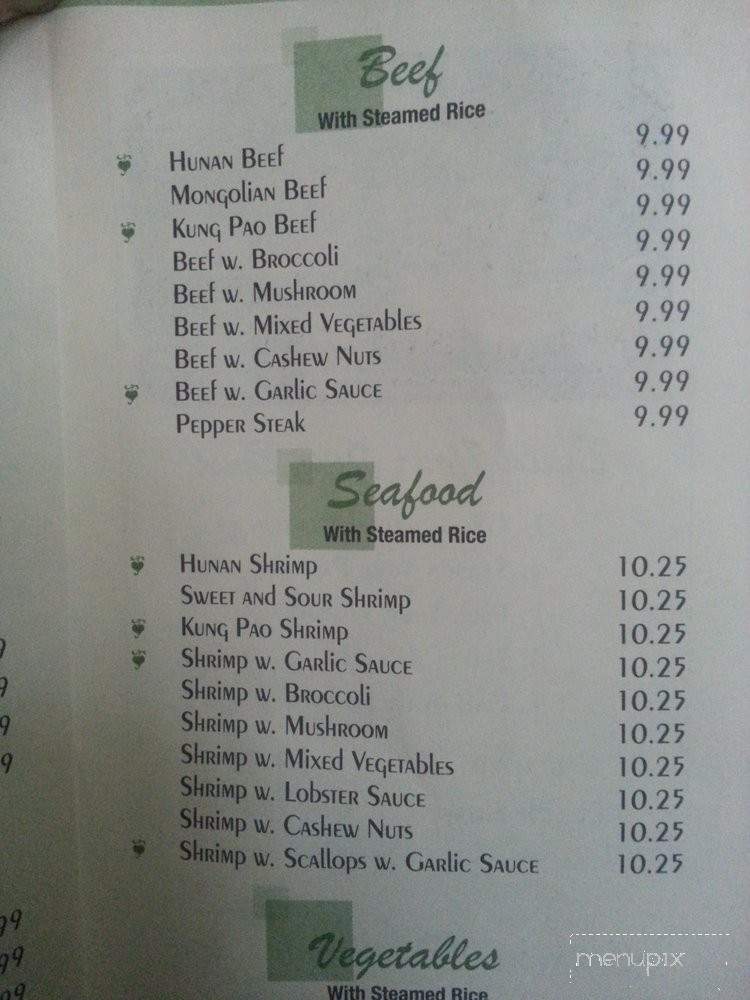 Beef
With Steamed Rice
Hunan Beef 9.99
Mongolian Beef 9.99
Kung Pao Beef 9.99
Beef w. Broccoli 9.99
Beef w. Mushroom 9.99
Beef w. Mixed Vegetables 9.99
Beef w. Cashew Nuts 9.99
Beef w. Garlic Sauce 9.99
Pepper Steak 9.99
Seafood
With Steamed Rice
Hunan Shrimp 10.25
Sweet and Sour Shrimp 10.25
Kung Pao Shrimp 10.25
Shrimp w. Garlic Sauce 10.25
Shrimp w. Broccoli 10.25
Shrimp w. Mushroom 10.25
Shrimp w. Mixed Vegetables 10.25
Shrimp w. Lobster Sauce 10.25
Shrimp w. Cashew Nuts 10.25
Shrimp w. Scallops w. Garlic Sauce 10.25
Vegetables
With Steamed Rice
menupix